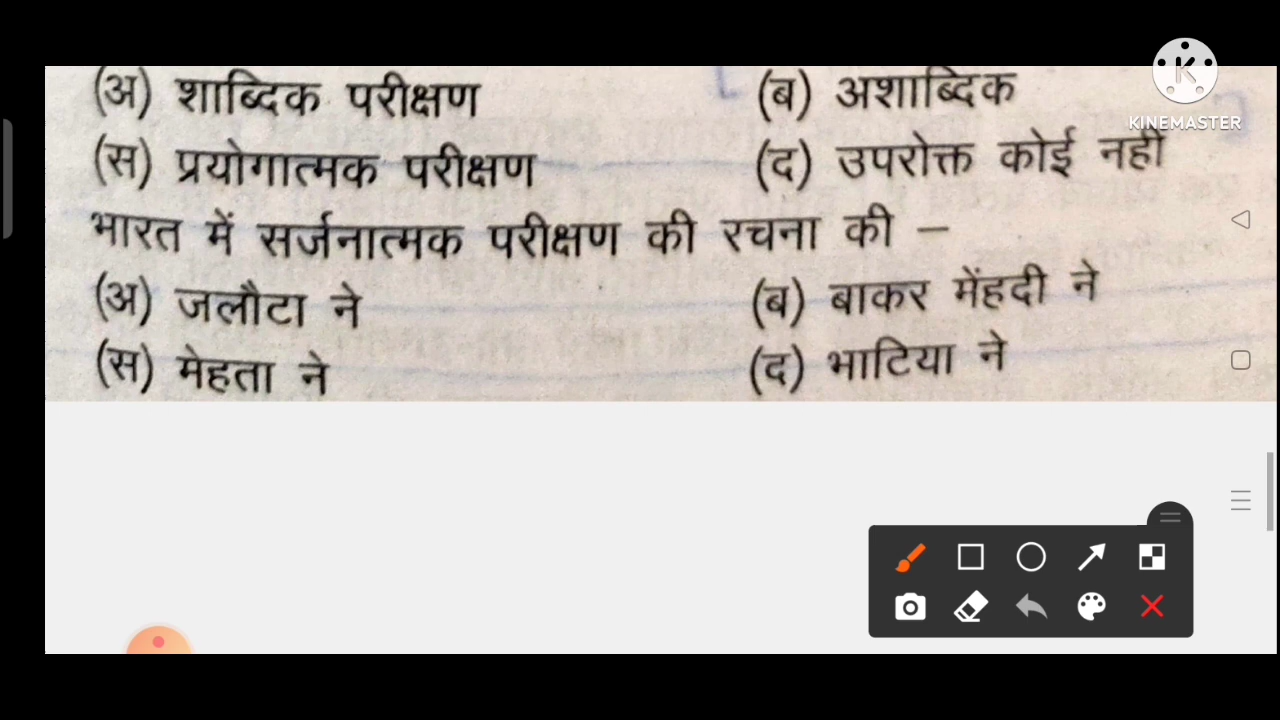 (अ) शाब्दिक परीक्षण (ब) अशाब्दिक
(स) प्रयोगात्मक परीक्षण (द) उपरोक्त कोई नही
भारत में सर्जनात्मक परीक्षण की रचना की –
(अ) जलौटा ने (ब) बाकर मेंहदी ने
(स) मेहता ने (द) भाटिया ने
KINEMASTER